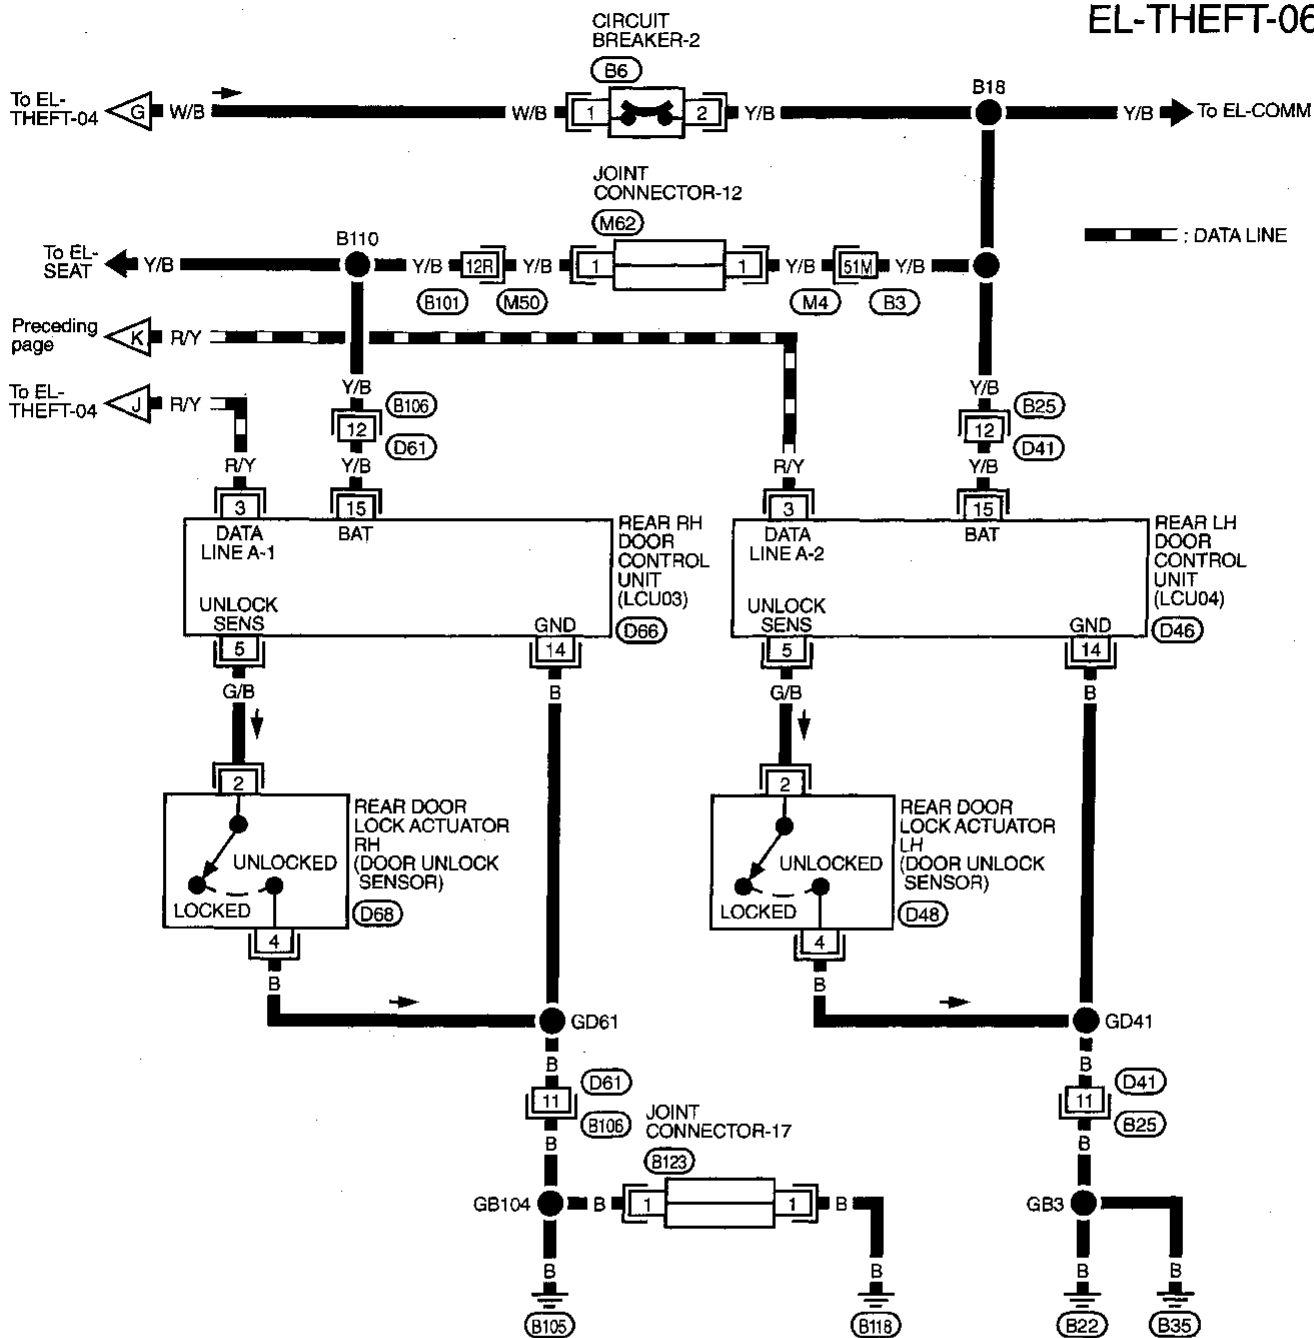 EL-THEFT-06
CIRCUIT
BREAKER-2
B6
B18
To EL-
THEFT-04
G
W/B
W/B
1
2
Y/B
Y/B
To EL-COMM
JOINT
CONNECTOR-12
M62
: DATA LINE
To EL-
SEAT
Y/B
B110
Y/B
12R
Y/B
1
1
Y/B
51M
Y/B
B101
M50
M4
B3
Preceding
page
K
R/Y
To EL-
THEFT-04
J
R/Y
Y/B
B106
12
D61
Y/B
Y/B
B25
12
D41
Y/B
R/Y
R/Y
3
15
3
15
DATA
LINE A-1
BAT
REAR RH
DOOR
CONTROL
UNIT
(LCU03)
D66
UNLOCK
SENS
GND
DATA
LINE A-2
BAT
REAR LH
DOOR
CONTROL
UNIT
(LCU04)
D46
UNLOCK
SENS
GND
5
14
5
14
G/B
B
G/B
B
2
2
REAR DOOR
LOCK ACTUATOR
RH
(DOOR UNLOCK
SENSOR)
D68
UNLOCKED
LOCKED
REAR DOOR
LOCK ACTUATOR
LH
(DOOR UNLOCK
SENSOR)
D48
UNLOCKED
LOCKED
4
4
B
B
GD61
GD41
B
B
D61
11
B106
B
D41
11
B25
B
JOINT
CONNECTOR-17
B123
GB104
B
1
1
B
GB3
B
B
B
B
B105
B118
B22
B35